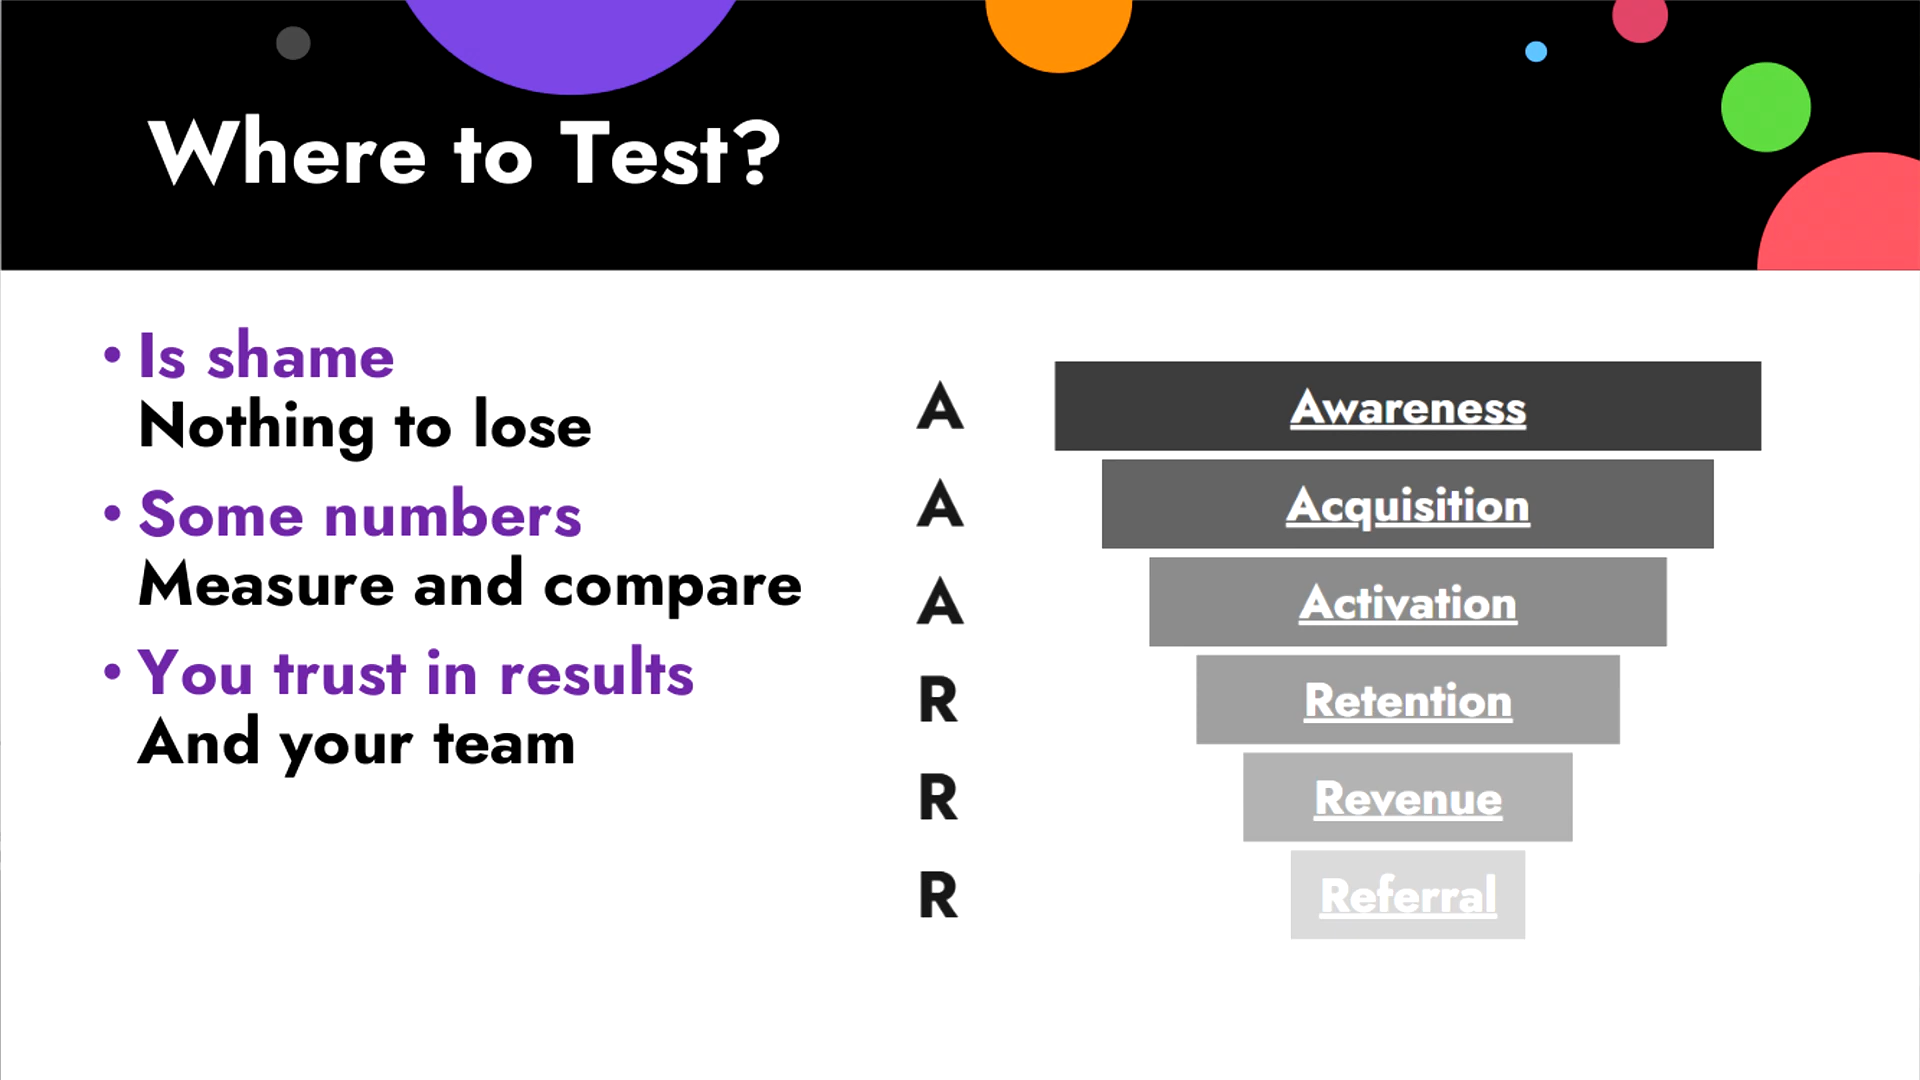 Where to Test?
• Is shame
Nothing to lose
• Some numbers
Measure and compare
• You trust in results
And your team
A Awareness
A Acquisition
A Activation
R Retention
R Revenue
R Referral